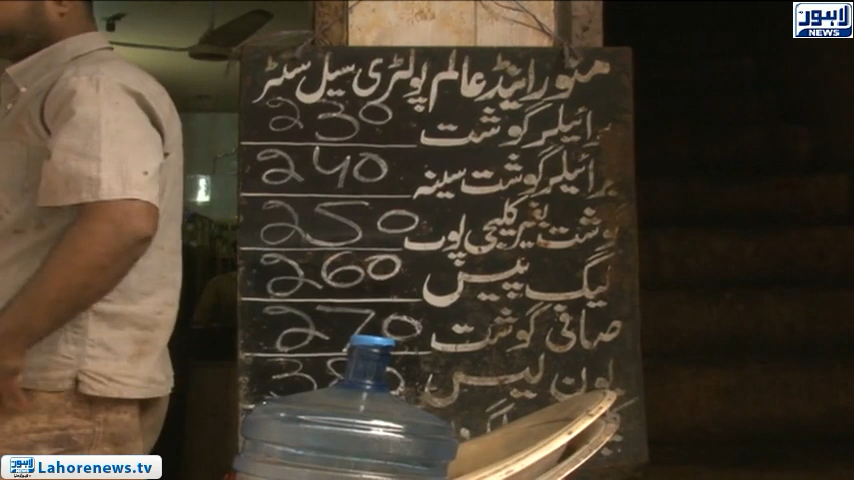 لاہور
NEWS
منور اینڈ عالم پولٹری سیل سنٹر
برائیلر گوشت 230
برائیلر گوشت سینہ 240
گوشت بغیر کلیجی پوٹ 250
لیگ پیس 260
صافی گوشت 270
بون لیس
Lahorenews.tv